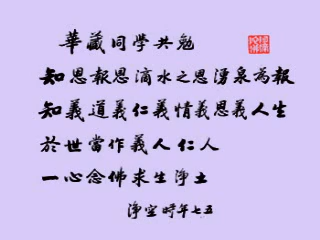 華藏同學共勉
知恩報恩滴水之恩湧泉為報
知義道義仁義情義恩義人生
於世當作義人仁人
一心念佛求生淨土
淨空時年七五